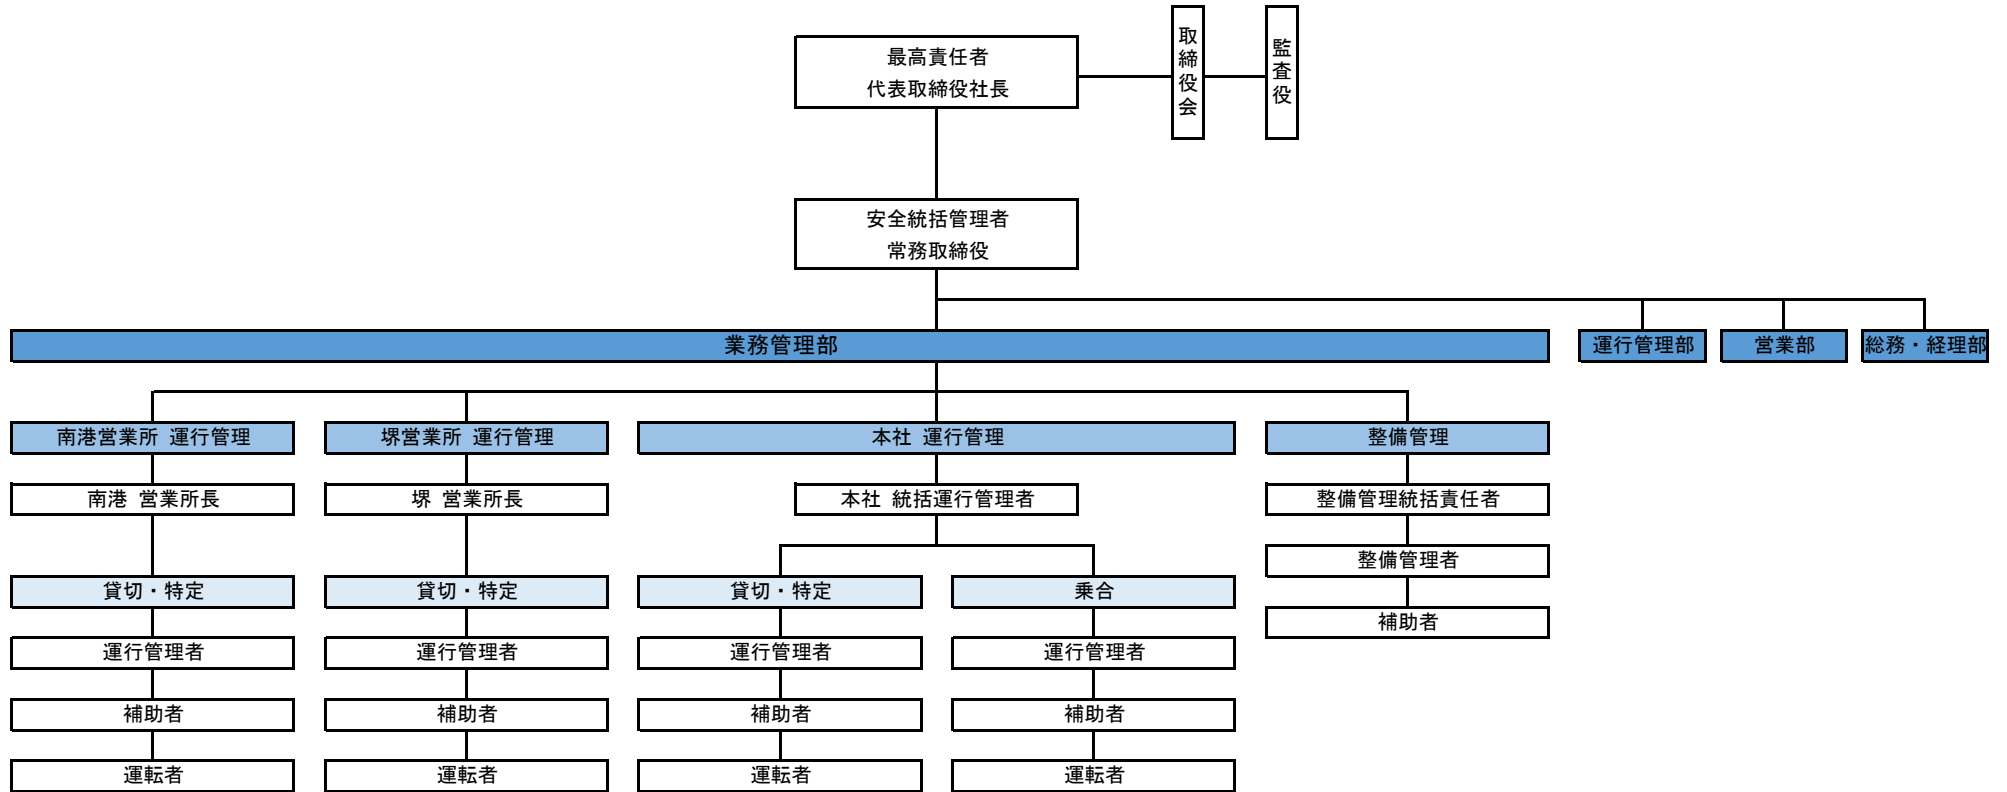 最高責任者
代表取締役社長
取締役会
監査役
安全統括管理者
常務取締役
業務管理部
運行管理部
営業部
総務・経理部
南港営業所 運行管理
堺営業所 運行管理
本社 運行管理
整備管理
南港 営業所長
堺 営業所長
本社 統括運行管理者
整備管理統括責任者
整備管理者
貸切・特定
貸切・特定
貸切・特定
乗合
補助者
運行管理者
運行管理者
運行管理者
運行管理者
補助者
補助者
補助者
補助者
運転者
運転者
運転者
運転者